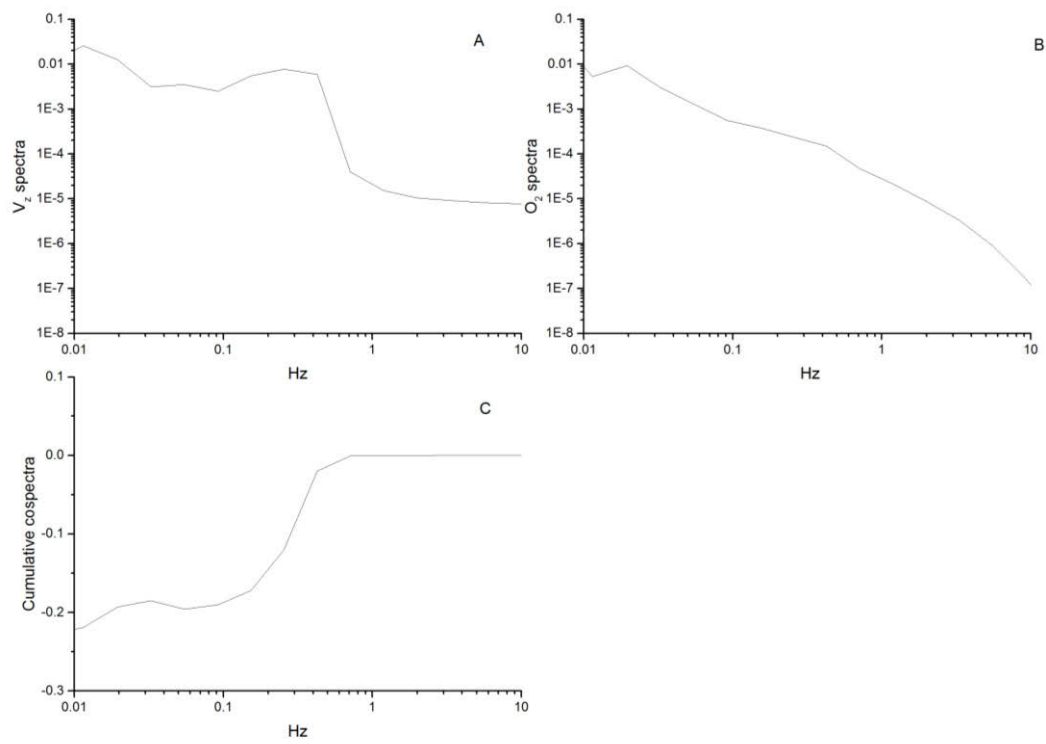 A
V_z spectra
0.1
0.01
1E-3
1E-4
1E-5
1E-6
1E-7
1E-8
0.01
0.1
1
10
Hz
B
O_2 spectra
0.1
0.01
1E-3
1E-4
1E-5
1E-6
1E-7
1E-8
0.01
0.1
1
10
Hz
C
Cumulative cospectra
0.1
0.0
-0.1
-0.2
-0.3
0.01
0.1
1
10
Hz